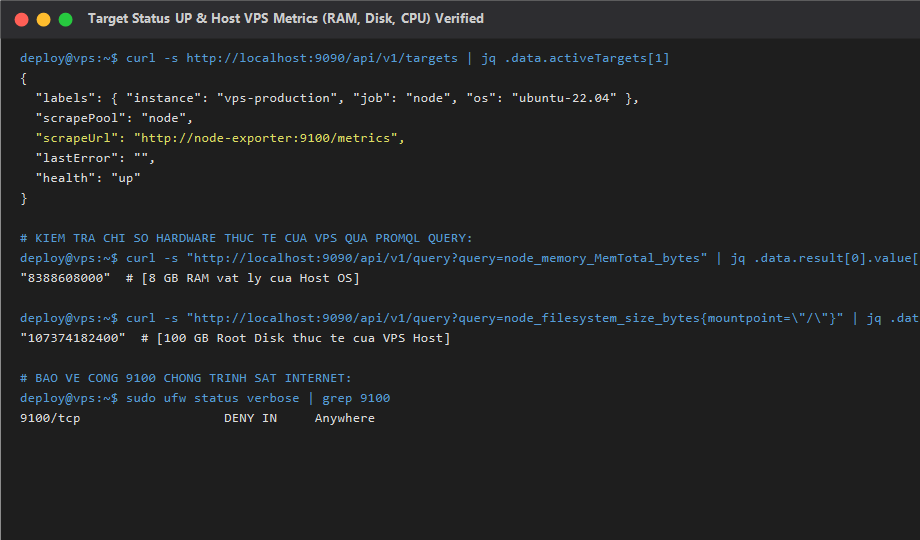 Target Status UP & Host VPS Metrics (RAM, Disk, CPU) Verified
deploy@vps:~$ curl -s http://localhost:9090/api/v1/targets | jq .data.activeTargets[1]
{
  "labels": { "instance": "vps-production", "job": "node", "os": "ubuntu-22.04" },
  "scrapePool": "node",
  "scrapeUrl": "http://node-exporter:9100/metrics",
  "lastError": "",
  "health": "up"
}
# KIEM TRA CHI SO HARDWARE THUC TE CUA VPS QUA PROMQL QUERY:
deploy@vps:~$ curl -s "http://localhost:9090/api/v1/query?query=node_memory_MemTotal_bytes" | jq .data.result[0].value[
"8388608000"  # [8 GB RAM vat ly cua Host OS]
deploy@vps:~$ curl -s "http://localhost:9090/api/v1/query?query=node_filesystem_size_bytes{mountpoint=\"/\"}" | jq .dat
"107374182400"  # [100 GB Root Disk thuc te cua VPS Host]
# BAO VE CONG 9100 CHONG TRINH SAT INTERNET:
deploy@vps:~$ sudo ufw status verbose | grep 9100
9100/tcp                   DENY IN     Anywhere